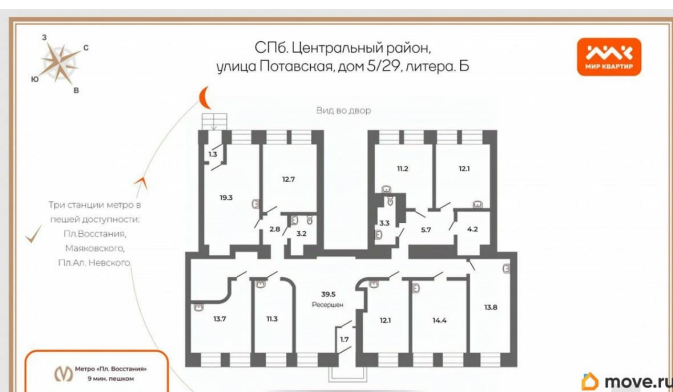 З
С
Ю
В
СПб. Центральный район,
улица Потавская, дом 5/29, литера. Б
МИР КВАРТИР
Вид во двор
1.3
19.3
12.7
2.8
3.2
11.2
12.1
3.3
5.7
4.2
Три станции метро в
пешей доступности:
Пл.Восстания,
Маяковского,
Пл.Ал. Невского.
13.7
11.3
39.5
Ресепшен
1.7
12.1
14.4
13.8
Метро «Пл. Восстания»
9 мин. пешком
move.ru